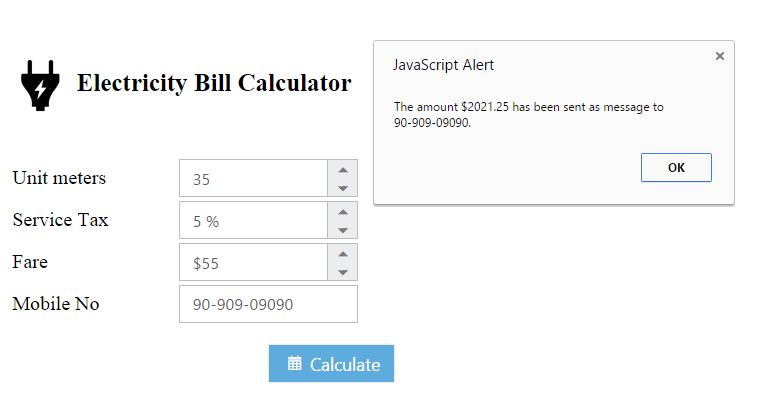 Electricity Bill Calculator
Unit meters 35
Service Tax 5 %
Fare $55
Mobile No 90-909-09090
Calculate
JavaScript Alert
The amount $2021.25 has been sent as message to
90-909-09090.
OK